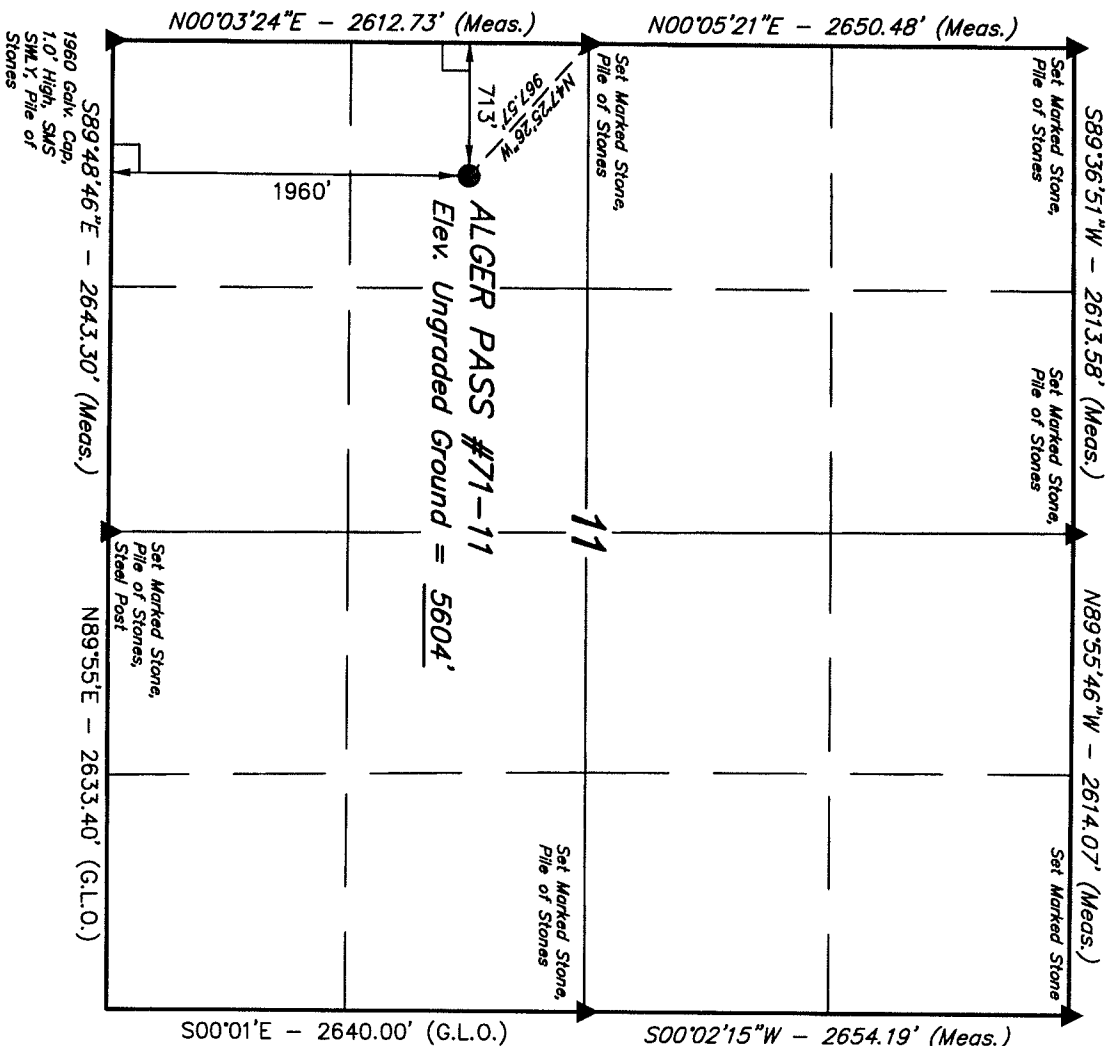 N00°03'24"E - 2612.73' (Meas.)
N00°05'21"E - 2650.48' (Meas.)
S89°36'51"W - 2613.58' (Meas.)
N89°55'46"W - 2614.07' (Meas.)
Set Marked Stone,
Pile of Stones
Set Marked Stone,
Pile of Stones
Set Marked Stone,
Pile of Stones
Set Marked Stone
N47°25'26"W
967.57'
713'
1960'
ALGER PASS #71-11
Elev. Ungraded Ground = 5604'
11
1960 Galv. Cap,
1.0' High, SMS
SW'LY, Pile of
Stones
S89°48'46"E - 2643.30' (Meas.)
Set Marked Stone,
Pile of Stones,
Steel Post
N89°55'E - 2633.40' (G.L.O.)
Set Marked Stone,
Pile of Stones
S00°01'E - 2640.00' (G.L.O.)
S00°02'15"W - 2654.19' (Meas.)